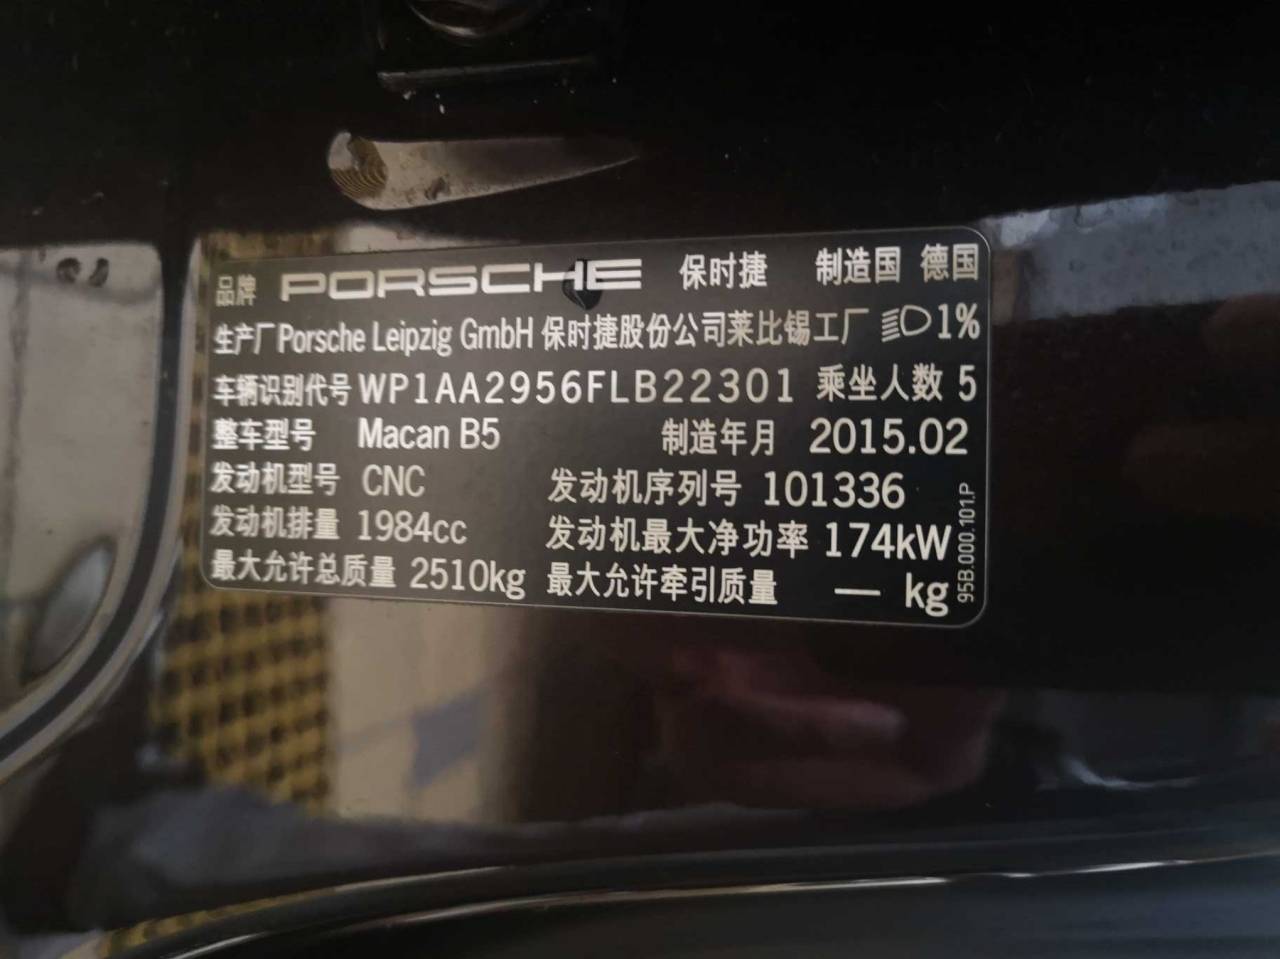 品牌 PORSCHE 保时捷 制造国 德国
生产厂 Porsche Leipzig GmbH 保时捷股份公司莱比锡工厂 1%
车辆识别代号 WP1AA2956FLB22301 乘坐人数 5
整车型号 Macan B5 制造年月 2015.02
发动机型号 CNC 发动机序列号 101336
发动机排量 1984cc 发动机最大净功率 174kW
最大允许总质量 2510kg 最大允许牵引质量 — kg
95B.000.101.P